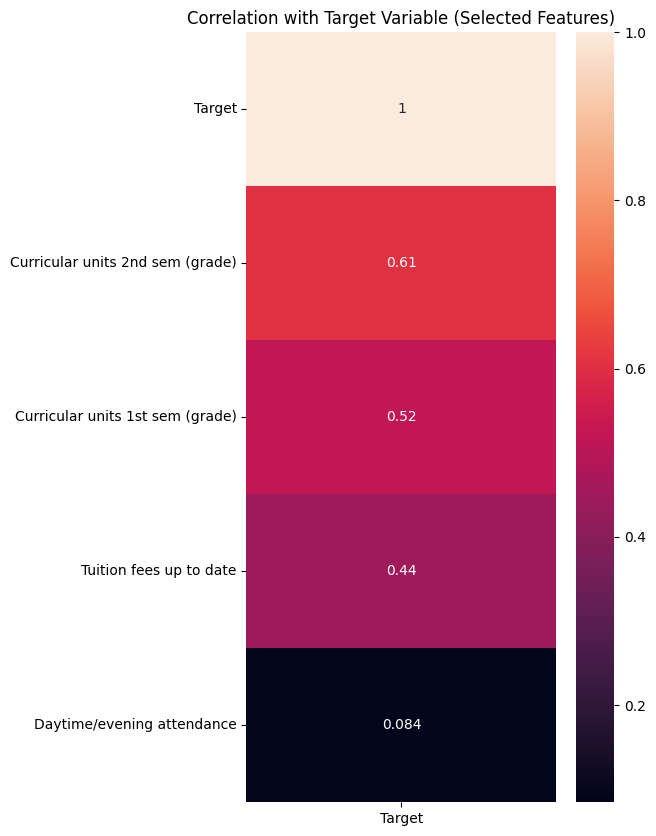 Correlation with Target Variable (Selected Features)
Target
1
Curricular units 2nd sem (grade)
0.61
Curricular units 1st sem (grade)
0.52
Tuition fees up to date
0.44
Daytime/evening attendance
0.084
Target
1.0
0.8
0.6
0.4
0.2